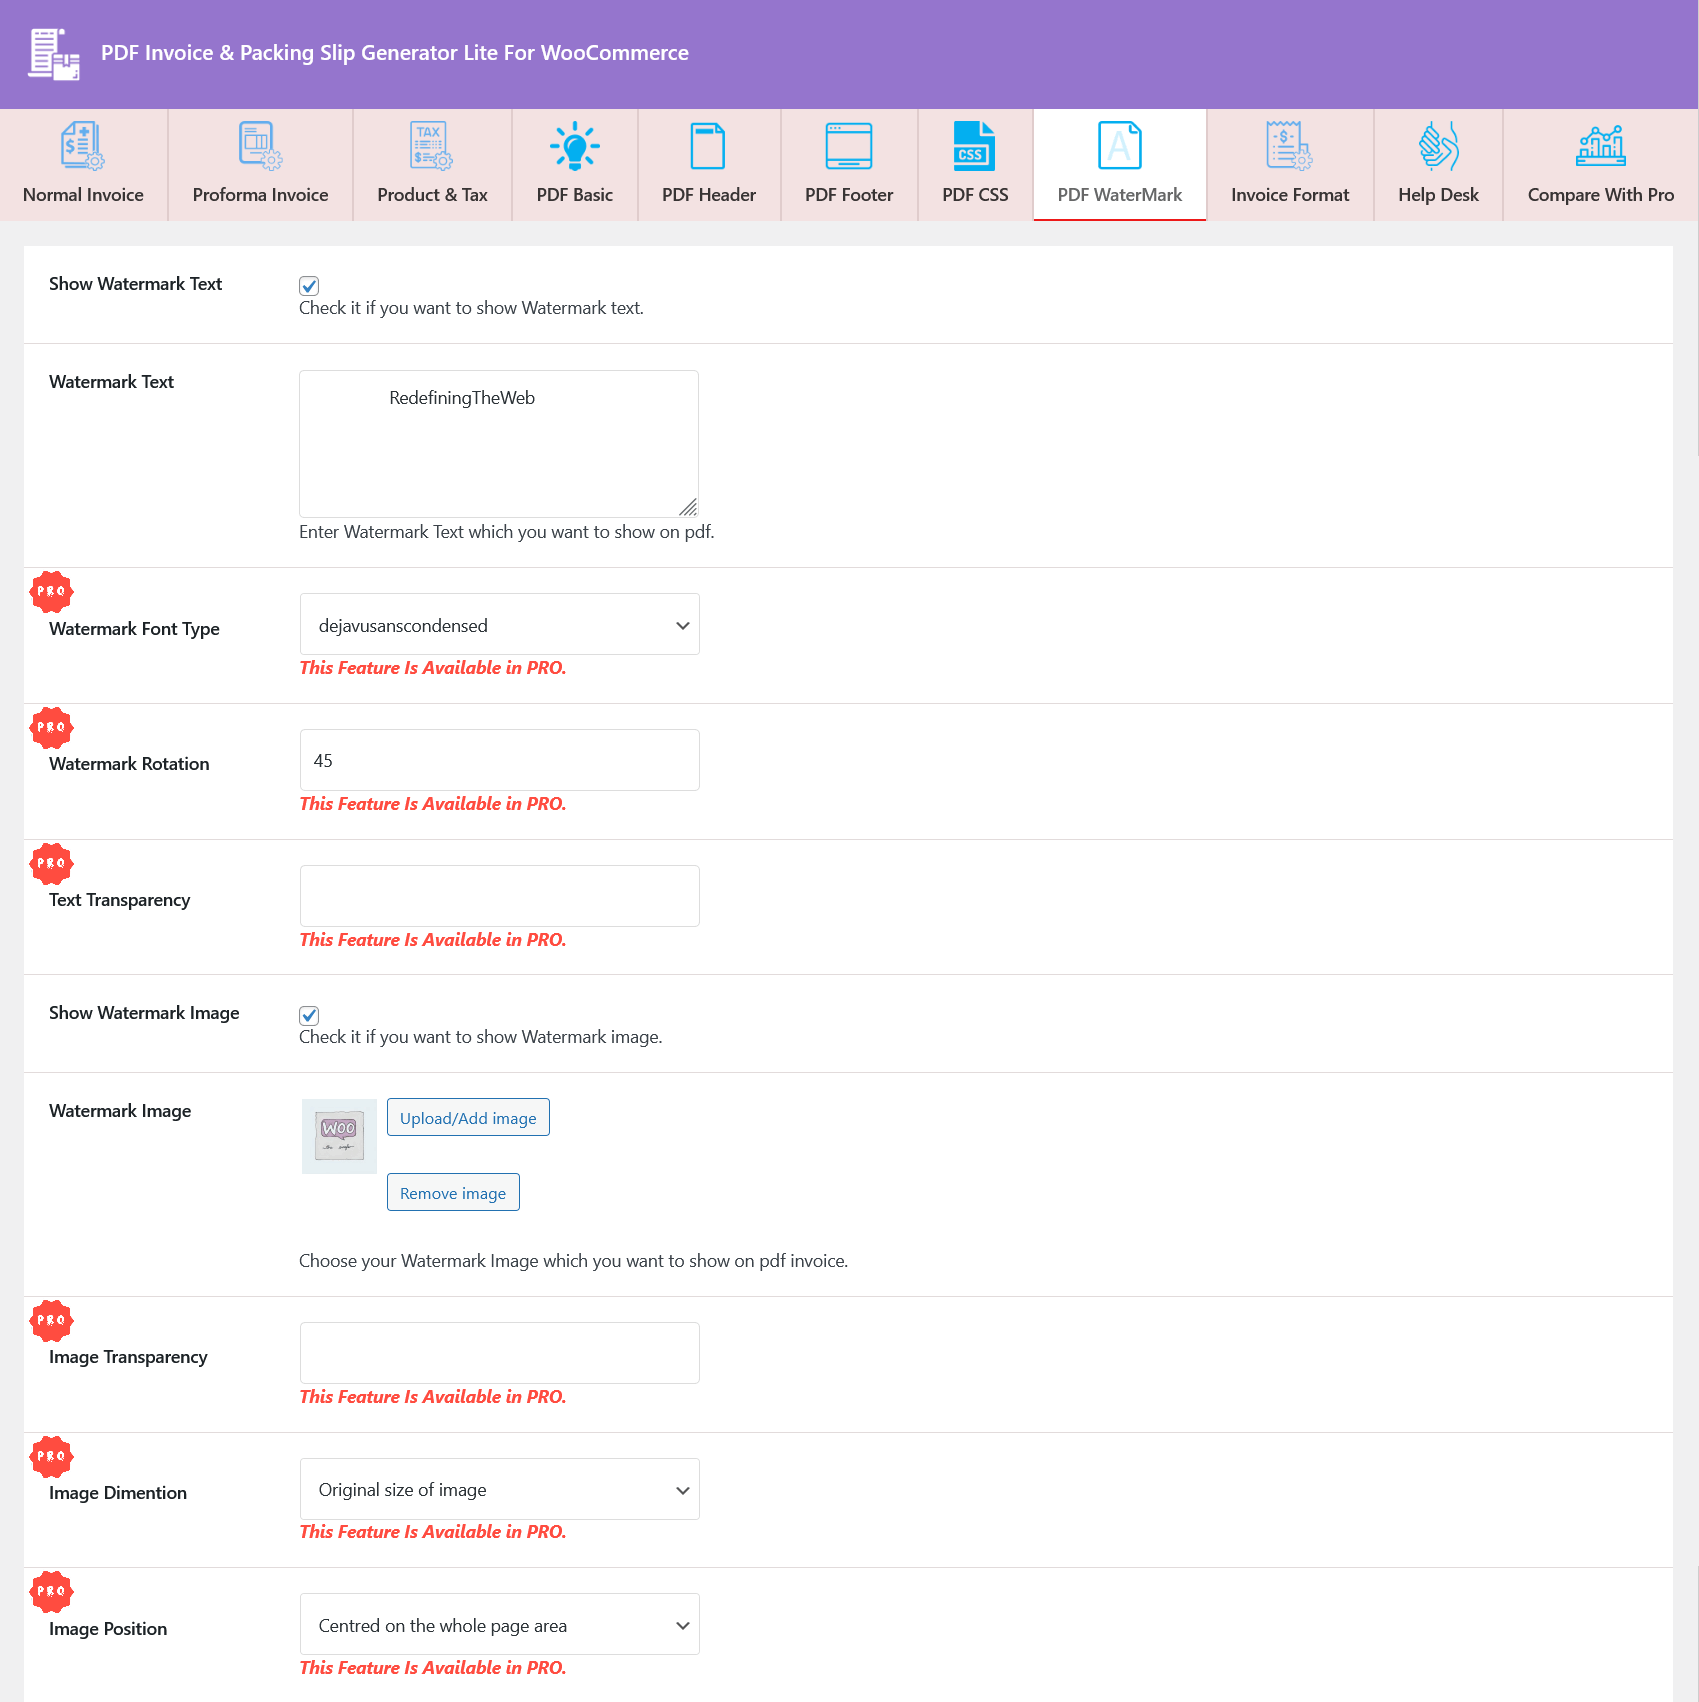 PDF Invoice & Packing Slip Generator Lite For WooCommerce
Normal Invoice
Proforma Invoice
TAX
Product & Tax
PDF Basic
PDF Header
PDF Footer
CSS
PDF CSS
A
PDF WaterMark
Invoice Format
Help Desk
Compare With Pro
Show Watermark Text
Check it if you want to show Watermark text.
Watermark Text
RedefiningTheWeb
Enter Watermark Text which you want to show on pdf.
PRO
Watermark Font Type
dejavusanscondensed
This Feature Is Available in PRO.
PRO
Watermark Rotation
45
This Feature Is Available in PRO.
PRO
Text Transparency
This Feature Is Available in PRO.
Show Watermark Image
Check it if you want to show Watermark image.
Watermark Image
WOO
Upload/Add image
Remove image
Choose your Watermark Image which you want to show on pdf invoice.
PRO
Image Transparency
This Feature Is Available in PRO.
PRO
Image Dimention
Original size of image
This Feature Is Available in PRO.
PRO
Image Position
Centred on the whole page area
This Feature Is Available in PRO.